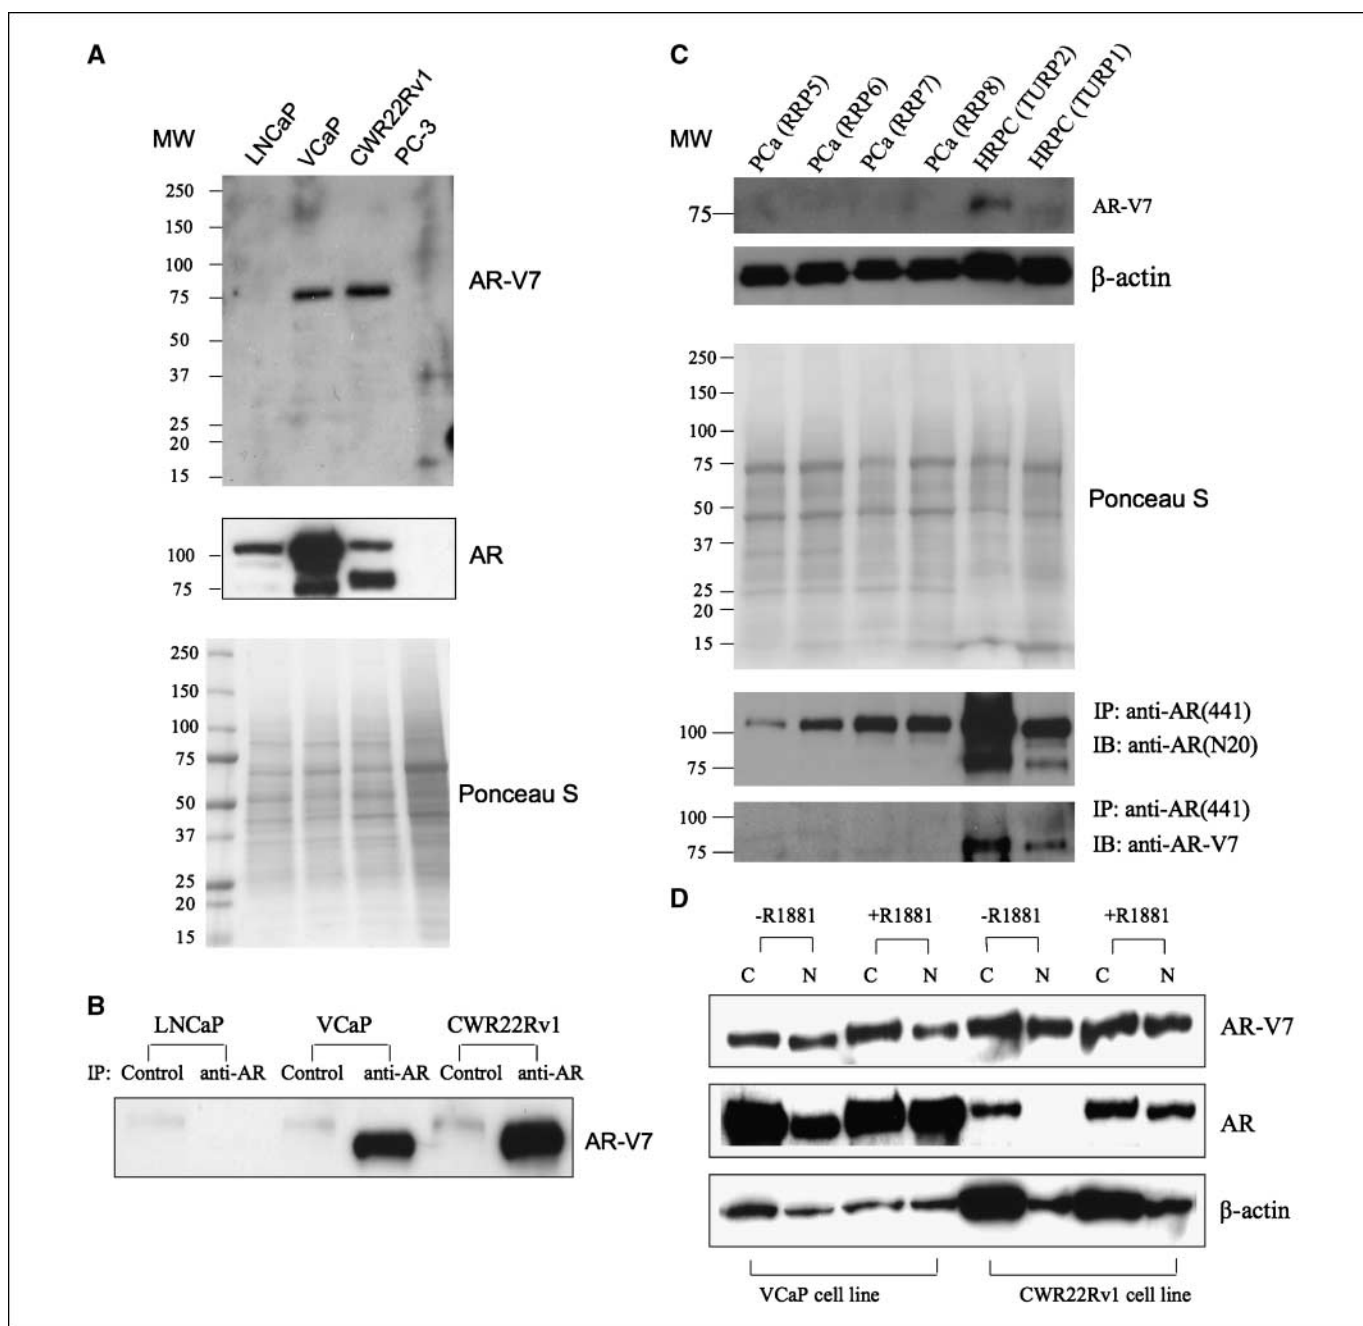 A
MW
LNCaP
VCaP
CWR22Rv1
PC-3
250
150
100
75
50
37
25
20
15
AR-V7
100
75
AR
250
150
100
75
50
37
25
20
15
Ponceau S
B
LNCaP
VCaP
CWR22Rv1
IP: Control anti-AR Control anti-AR Control anti-AR
AR-V7
C
MW
PCa (RRP5)
PCa (RRP6)
PCa (RRP7)
PCa (RRP8)
HRPC (TURP2)
HRPC (TURP1)
75
AR-V7
β-actin
250
150
100
75
50
37
25
20
15
Ponceau S
100
75
IP: anti-AR(441)
IB: anti-AR(N20)
100
75
IP: anti-AR(441)
IB: anti-AR-V7
D
-R1881 +R1881 -R1881 +R1881
C N C N C N C N
AR-V7
AR
β-actin
VCaP cell line
CWR22Rv1 cell line